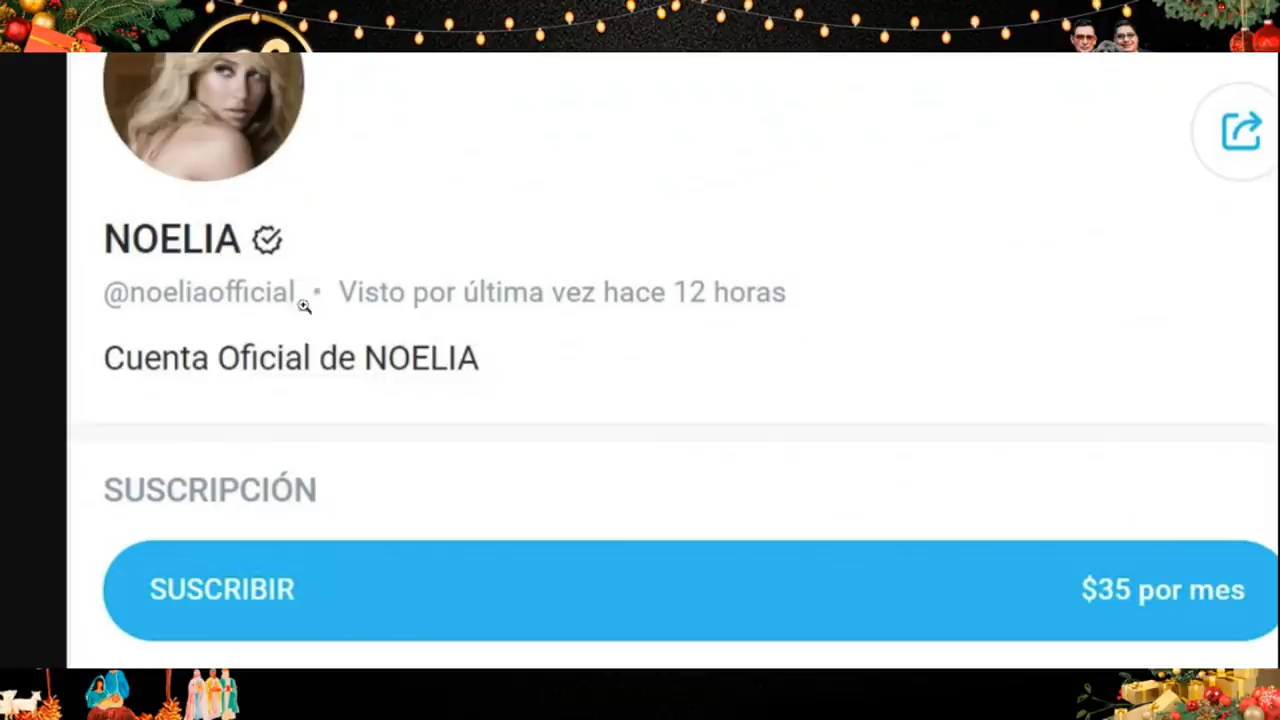 NOELIA
@noeliaofficial • Visto por última vez hace 12 horas
Cuenta Oficial de NOELIA
SUSCRIPCIÓN
SUSCRIBIR $35 por mes